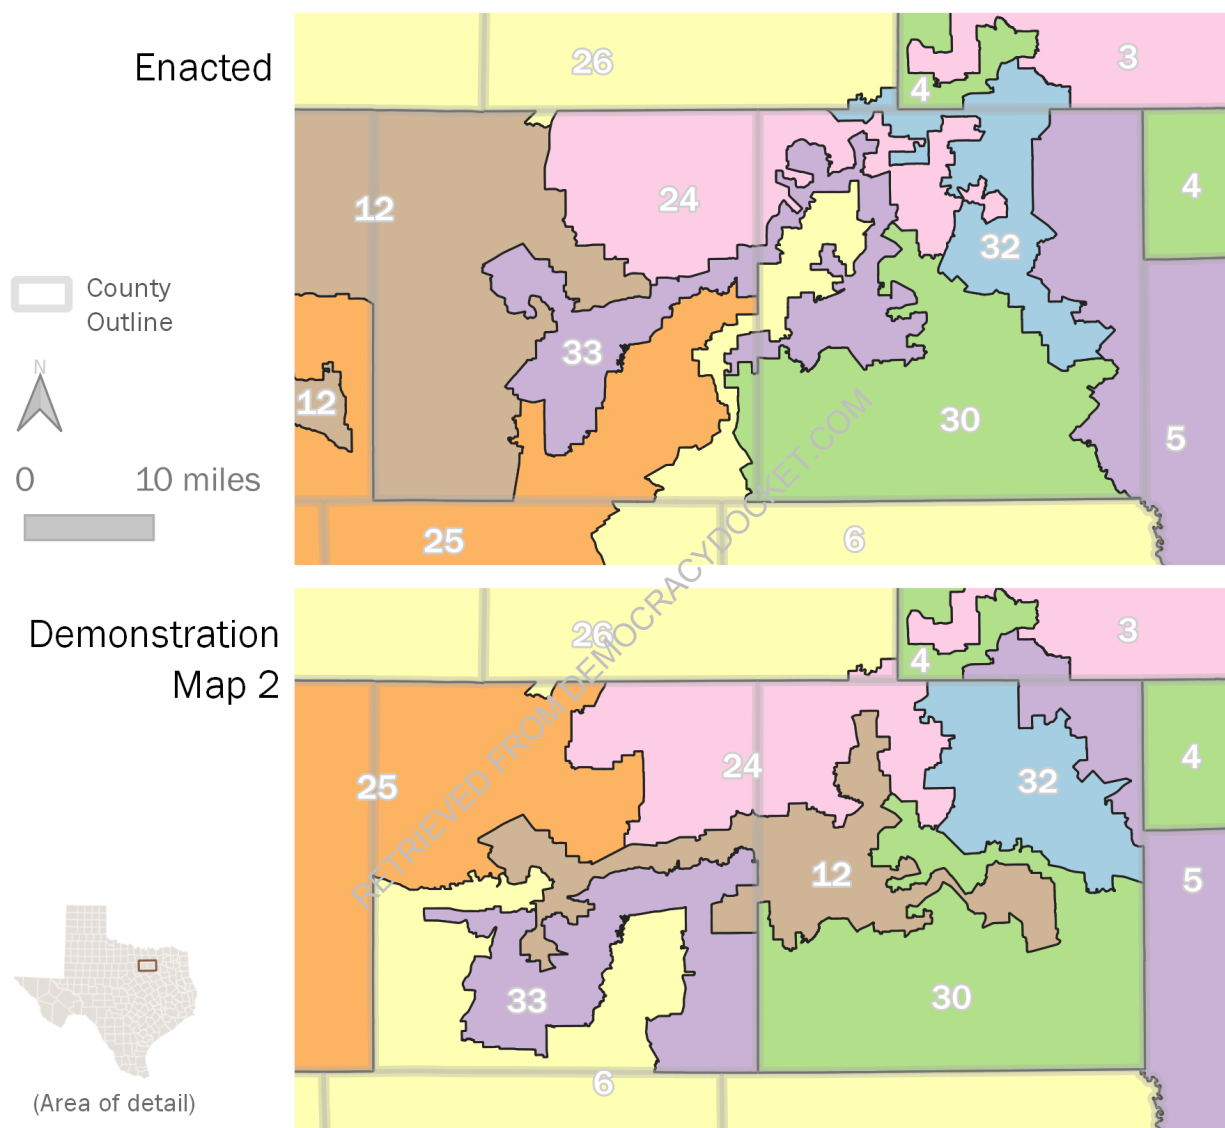 Enacted
26
3
4
12
24
4
32
County
Outline
33
N
12
30
5
0 10 miles
25
6
RETRIEVED FROM DEMOCRACYDOCKET.COM
Demonstration
Map 2
26
3
4
25
24
4
32
12
5
33
30
6
(Area of detail)